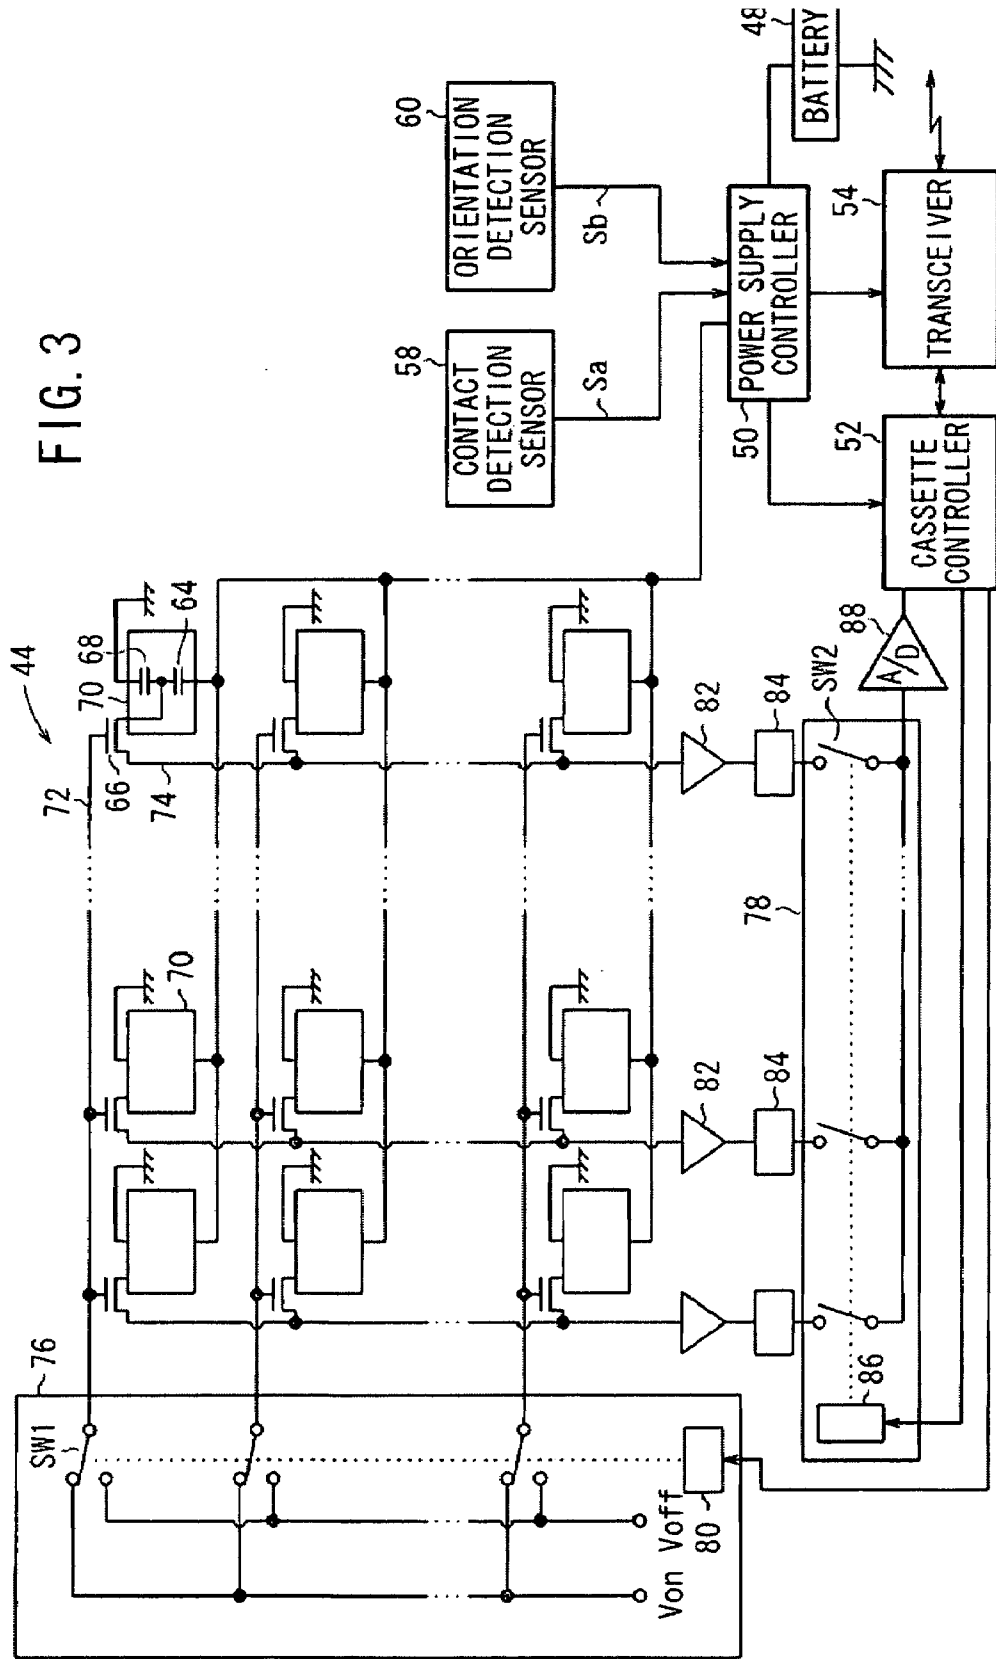 FIG. 3
44
72
66
74
70
68
64
70
76
SW1
Von
Voff
80
82
82
84
84
78
SW2
86
88
A/D
58
CONTACT
DETECTION
SENSOR
Sa
60
ORIENTATION
DETECTION
SENSOR
Sb
50
POWER SUPPLY
CONTROLLER
48
BATTERY
52
CASSETTE
CONTROLLER
54
TRANSCEIVER